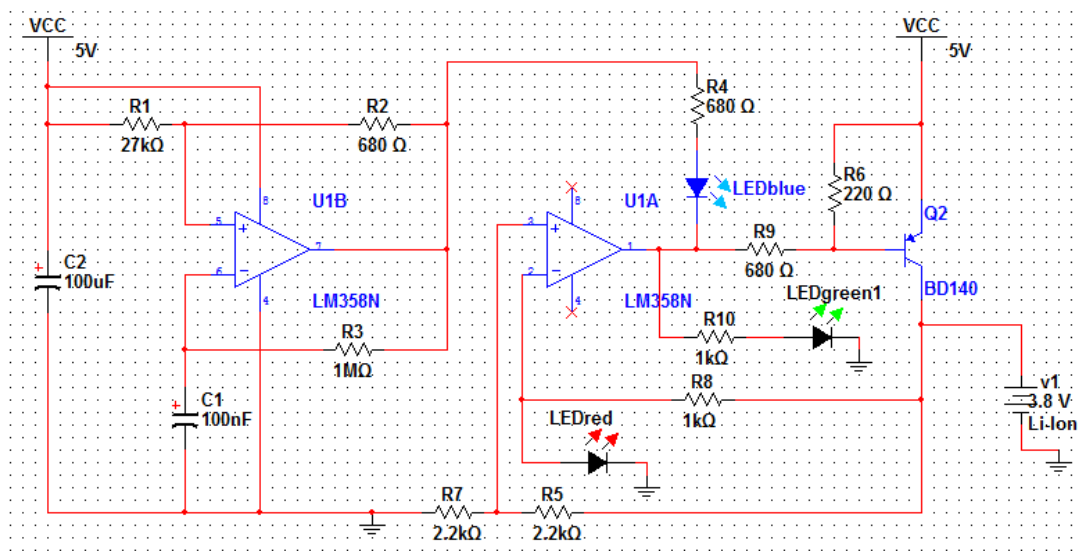 VCC
5V
VCC
5V
R1
27kΩ
R2
680 Ω
R4
680 Ω
LEDblue
R6
220 Ω
Q2
BD140
U1B
8
5
6
7
4
LM358N
U1A
8
3
2
1
4
LM358N
R9
680 Ω
LEDgreen1
R10
1kΩ
C2
100uF
R3
1MΩ
C1
100nF
R8
1kΩ
LEDred
v1
3.8 V
Li-Ion
R7
2.2kΩ
R5
2.2kΩ